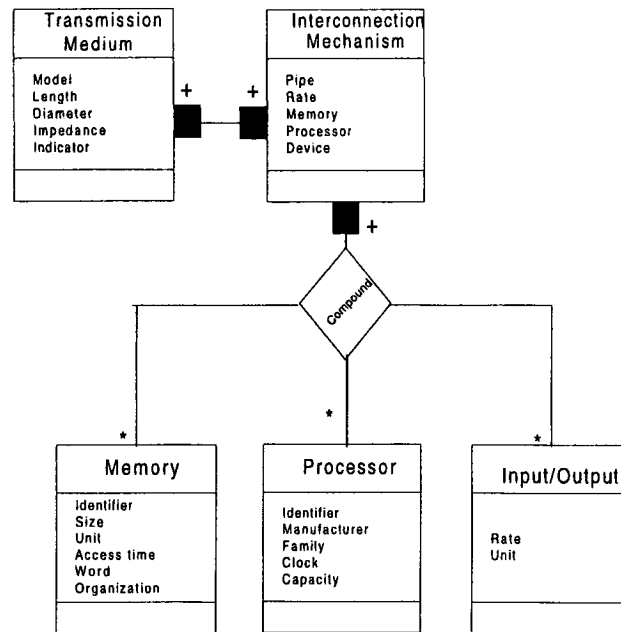 Transmission
Medium
Model
Length
Diameter
Impedance
Indicator
+
+
Interconnection
Mechanism
Pipe
Rate
Memory
Processor
Device
+
Compound
*
*
*
Memory
Identifier
Size
Unit
Access time
Word
Organization
Processor
Identifier
Manufacturer
Family
Clock
Capacity
Input/Output
Rate
Unit